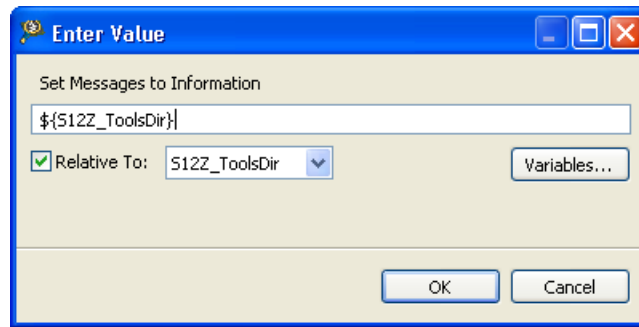 Enter Value
Set Messages to Information
${S12Z_ToolsDir}
Relative To: S12Z_ToolsDir Variables...
OK Cancel